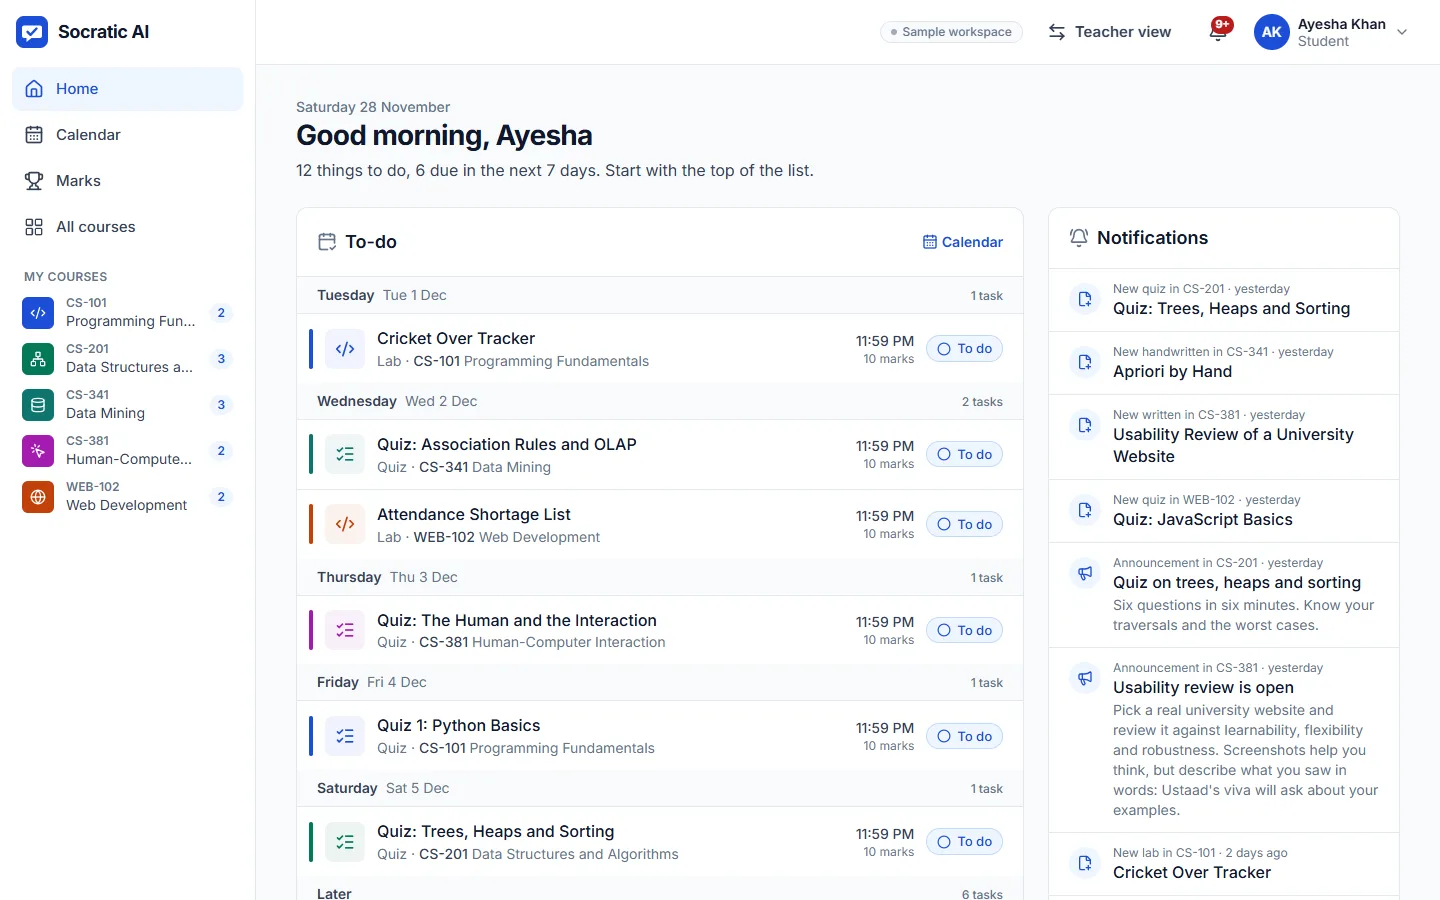 Socratic AI
Sample workspace
Teacher view
9+
AK
Ayesha Khan
Student
Home
Calendar
Marks
All courses
MY COURSES
CS-101
Programming Fun...
2
CS-201
Data Structures a...
3
CS-341
Data Mining
3
CS-381
Human-Compute...
2
WEB-102
Web Development
2
Saturday 28 November
Good morning, Ayesha
12 things to do, 6 due in the next 7 days. Start with the top of the list.
To-do
Calendar
Tuesday Tue 1 Dec
1 task
Cricket Over Tracker
Lab · CS-101 Programming Fundamentals
11:59 PM
10 marks
To do
Wednesday Wed 2 Dec
2 tasks
Quiz: Association Rules and OLAP
Quiz · CS-341 Data Mining
11:59 PM
10 marks
To do
Attendance Shortage List
Lab · WEB-102 Web Development
11:59 PM
10 marks
To do
Thursday Thu 3 Dec
1 task
Quiz: The Human and the Interaction
Quiz · CS-381 Human-Computer Interaction
11:59 PM
10 marks
To do
Friday Fri 4 Dec
1 task
Quiz 1: Python Basics
Quiz · CS-101 Programming Fundamentals
11:59 PM
10 marks
To do
Saturday Sat 5 Dec
1 task
Quiz: Trees, Heaps and Sorting
Quiz · CS-201 Data Structures and Algorithms
11:59 PM
10 marks
To do
Later
6 tasks
Notifications
New quiz in CS-201 · yesterday
Quiz: Trees, Heaps and Sorting
New handwritten in CS-341 · yesterday
Apriori by Hand
New written in CS-381 · yesterday
Usability Review of a University
Website
New quiz in WEB-102 · yesterday
Quiz: JavaScript Basics
Announcement in CS-201 · yesterday
Quiz on trees, heaps and sorting
Six questions in six minutes. Know your
traversals and the worst cases.
Announcement in CS-381 · yesterday
Usability review is open
Pick a real university website and
review it against learnability, flexibility
and robustness. Screenshots help you
think, but describe what you saw in
words: Ustaad's viva will ask about your
examples.
New lab in CS-101 · 2 days ago
Cricket Over Tracker